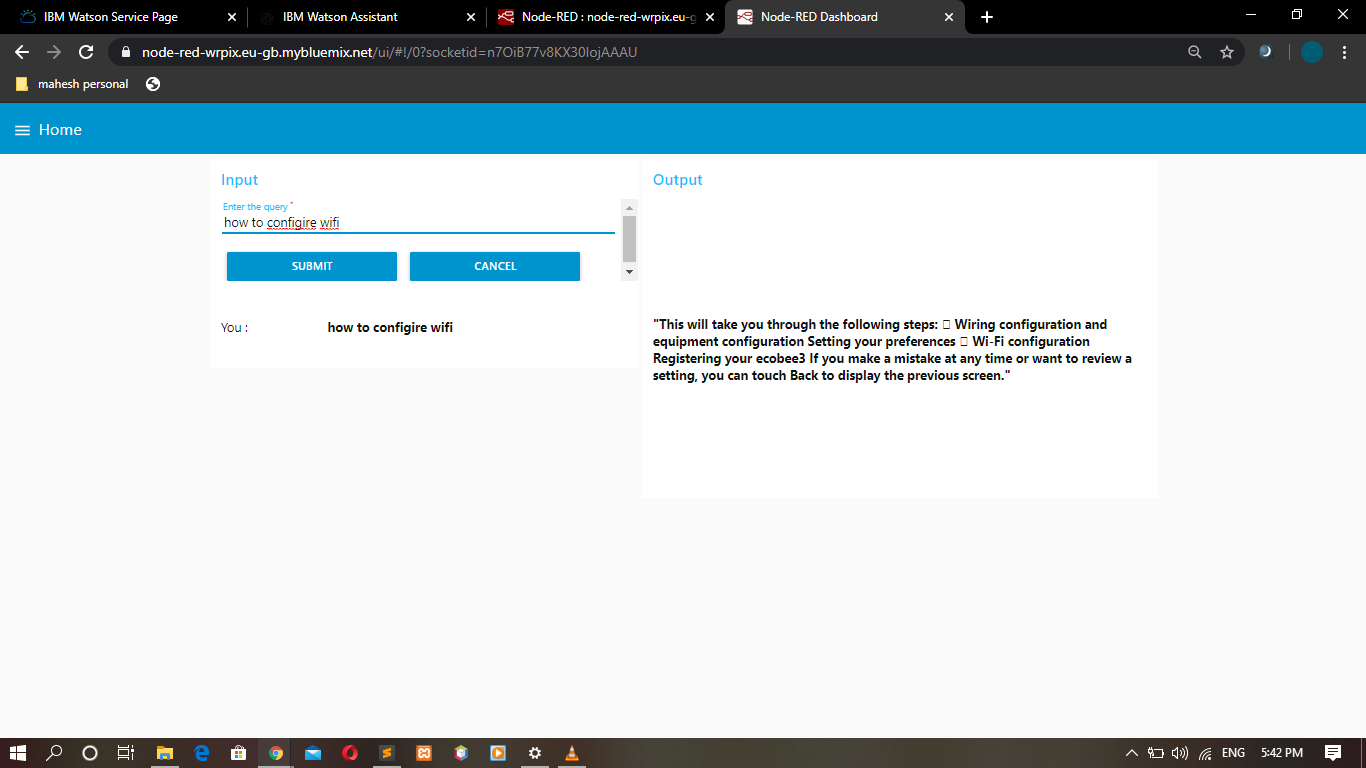 IBM Watson Service Page
IBM Watson Assistant
Node-RED : node-red-wrpix.eu-g
Node-RED Dashboard
node-red-wrpix.eu-gb.mybluemix.net/ui/#!/0?socketid=n7OiB77v8KX30lojAAAU
mahesh personal
Home
Input
Output
Enter the query *
how to configire wifi
SUBMIT
CANCEL
You :
how to configire wifi
"This will take you through the following steps: Wiring configuration and
equipment configuration Setting your preferences Wi-Fi configuration
Registering your ecobee3 If you make a mistake at any time or want to review a
setting, you can touch Back to display the previous screen."
ENG
5:42 PM